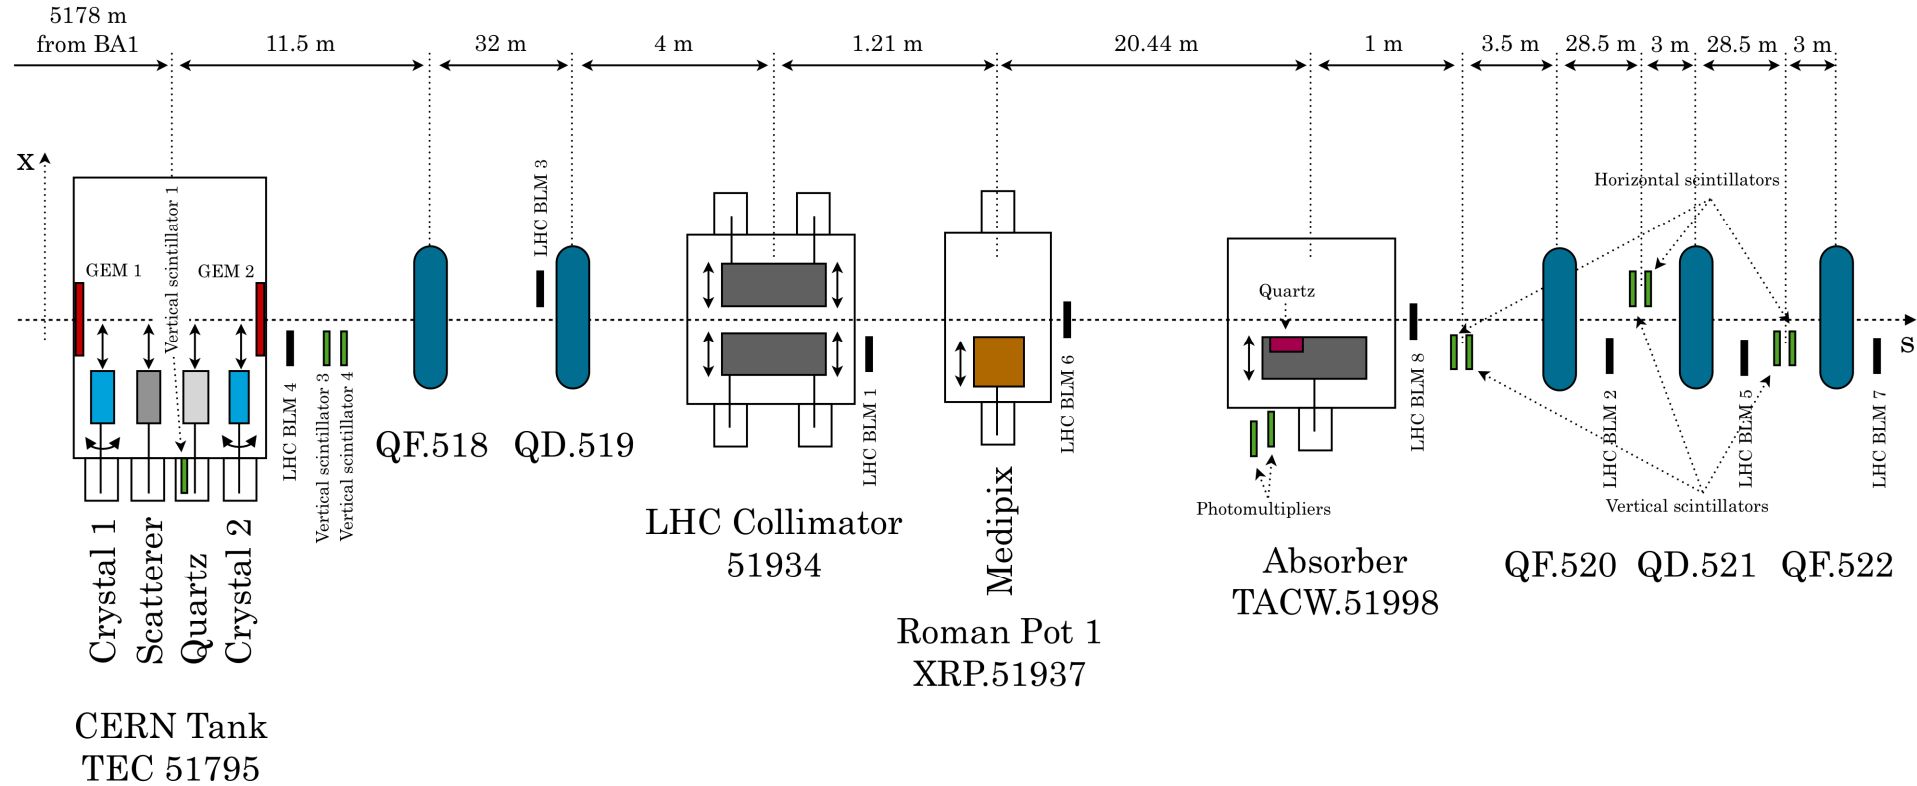 5178 m
from BA1
11.5 m
32 m
4 m
1.21 m
20.44 m
1 m
3.5 m
28.5 m
3 m
28.5 m
3 m
x
s
GEM 1
Vertical scintillator 1
GEM 2
LHC BLM 4
Vertical scintillator 3
Vertical scintillator 4
LHC BLM 3
LHC BLM 1
LHC BLM 6
Quartz
LHC BLM 8
Horizontal scintillators
LHC BLM 2
LHC BLM 5
LHC BLM 7
Photomultipliers
Vertical scintillators
QF.518
QD.519
LHC Collimator
51934
Medipix
Roman Pot 1
XRP.51937
Absorber
TACW.51998
QF.520
QD.521
QF.522
Crystal 1
Scatterer
Quartz
Crystal 2
CERN Tank
TEC 51795